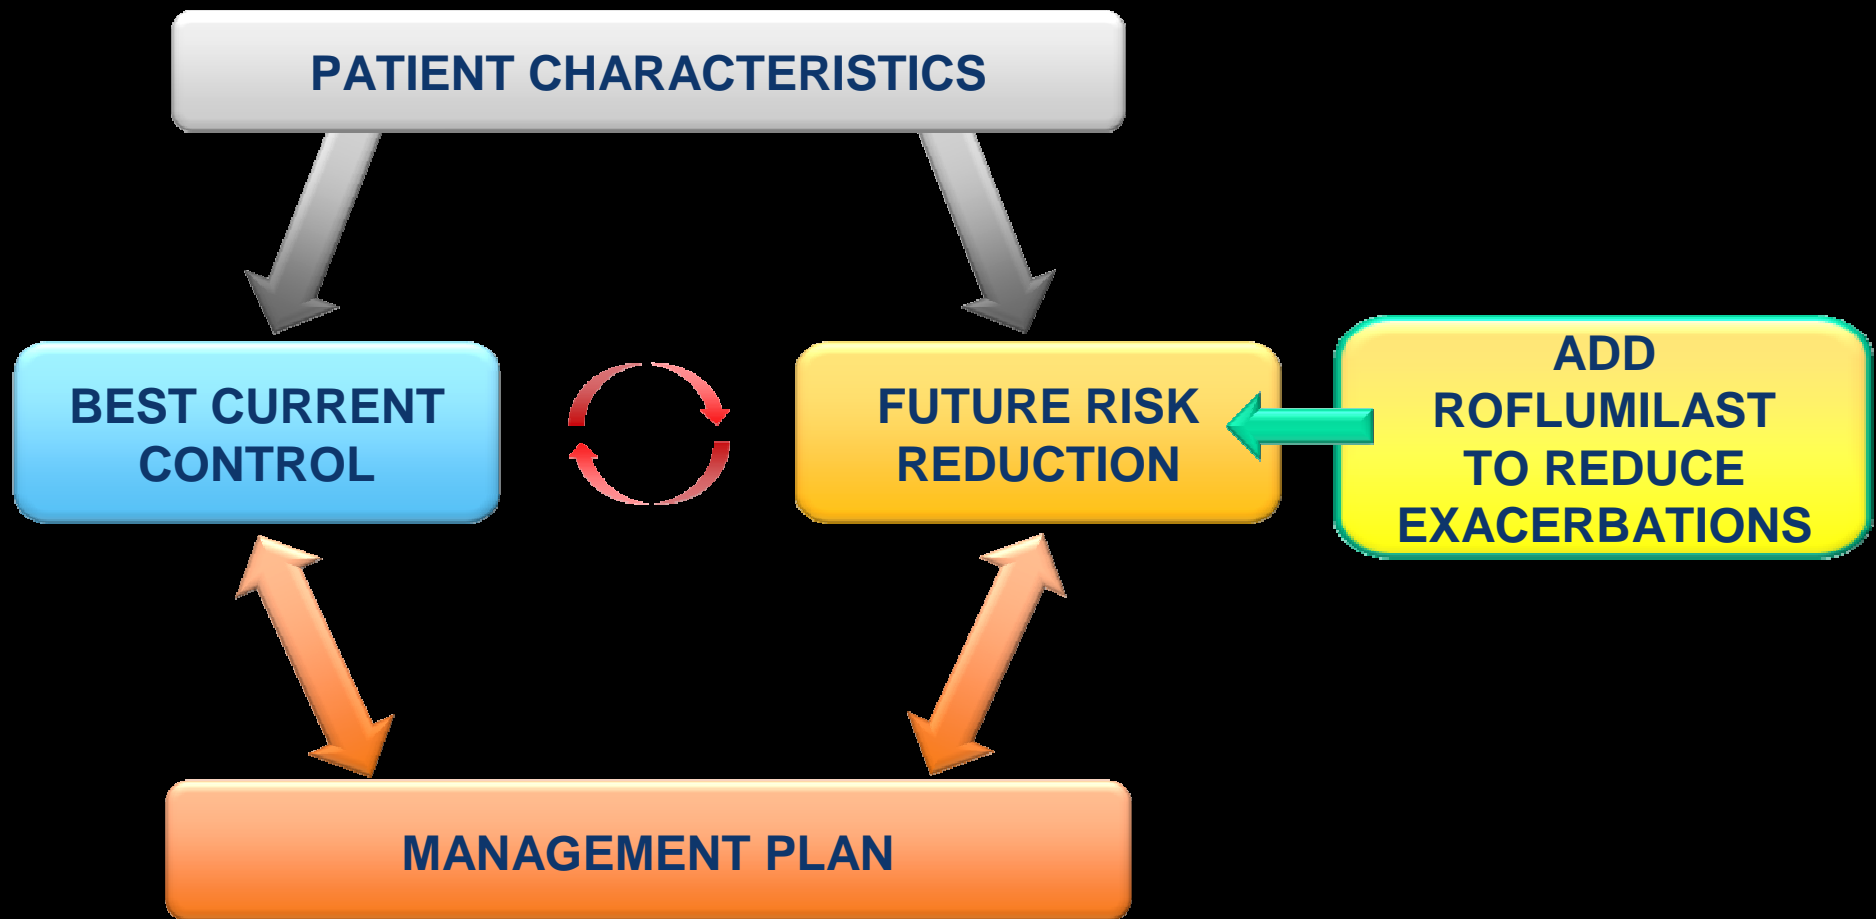 PATIENT CHARACTERISTICS
BEST CURRENT
CONTROL
FUTURE RISK
REDUCTION
ADD
ROFLUMILAST
TO REDUCE
EXACERBATIONS
MANAGEMENT PLAN